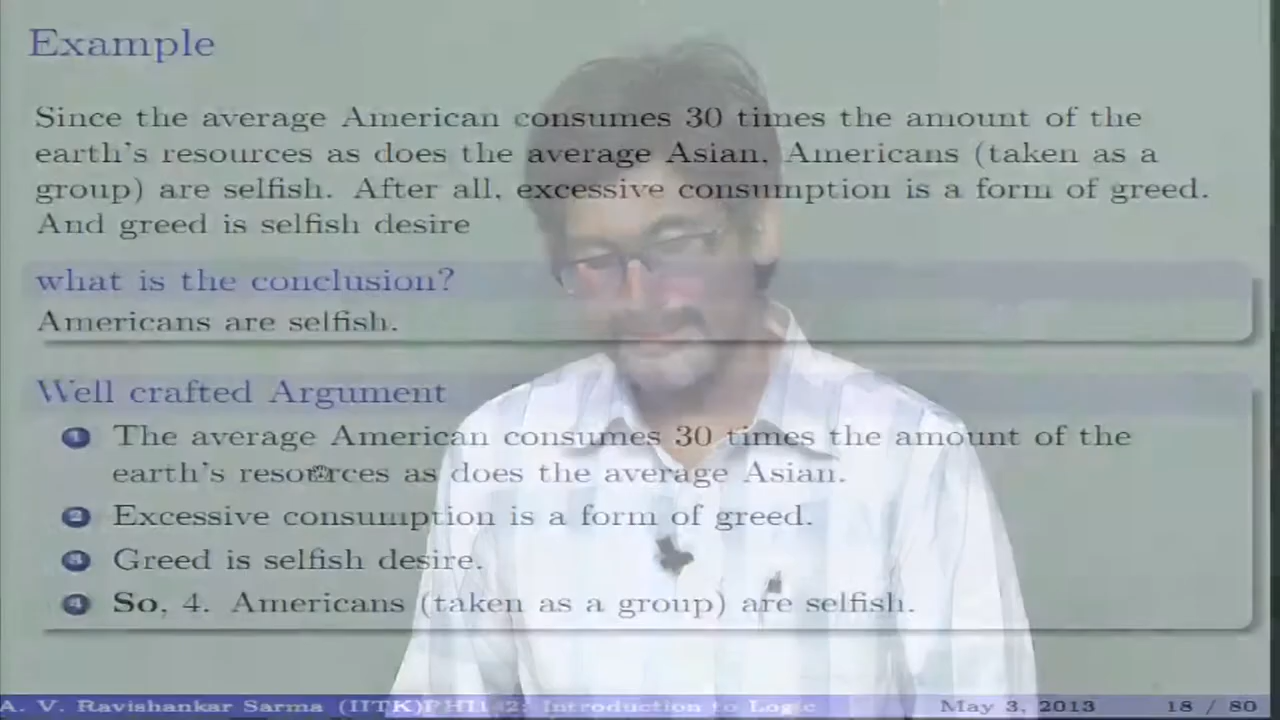 Example
Since the average American consumes 30 times the amount of the
earth's resources as does the average Asian, Americans (taken as a
group) are selfish. After all, excessive consumption is a form of greed.
And greed is selfish desire
what is the conclusion?
Americans are selfish.
Well crafted Argument
1 The average American consumes 30 times the amount of the
earth's resources as does the average Asian.
2 Excessive consumption is a form of greed.
3 Greed is selfish desire.
4 So, 4. Americans (taken as a group) are selfish.
A. V. Ravishankar Sarma (IITK) Introduction to Logic May 3, 2013 18 / 80